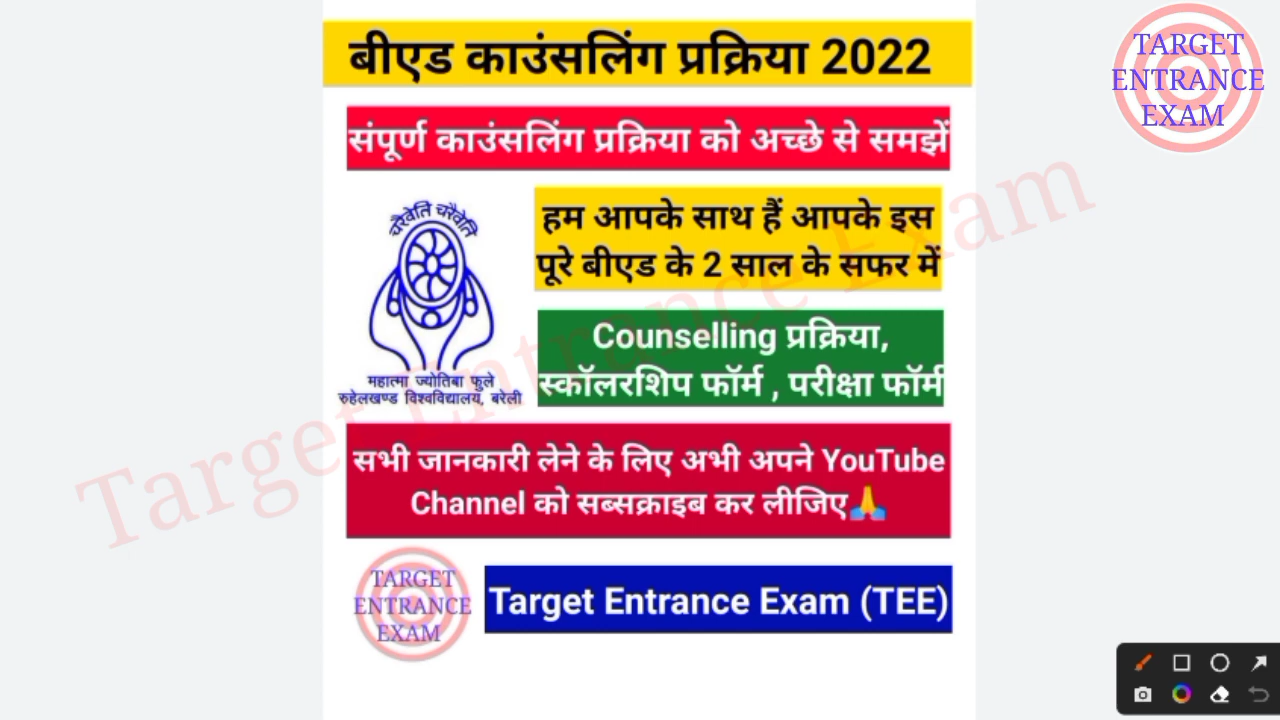 बीएड काउंसलिंग प्रक्रिया 2022
TARGET
ENTRANCE
EXAM
संपूर्ण काउंसलिंग प्रक्रिया को अच्छे से समझें
चरैवेति चरैवेति
हम आपके साथ हैं आपके इस
पूरे बीएड के 2 साल के सफर में
Counselling प्रक्रिया,
स्कॉलरशिप फॉर्म , परीक्षा फॉर्म
महात्मा ज्योतिबा फुले
रुहेलखण्ड विश्वविद्यालय, बरेली
सभी जानकारी लेने के लिए अभी अपने YouTube
Channel को सब्सक्राइब कर लीजिए🙏
TARGET
ENTRANCE
EXAM
Target Entrance Exam (TEE)
Target Entrance Exam